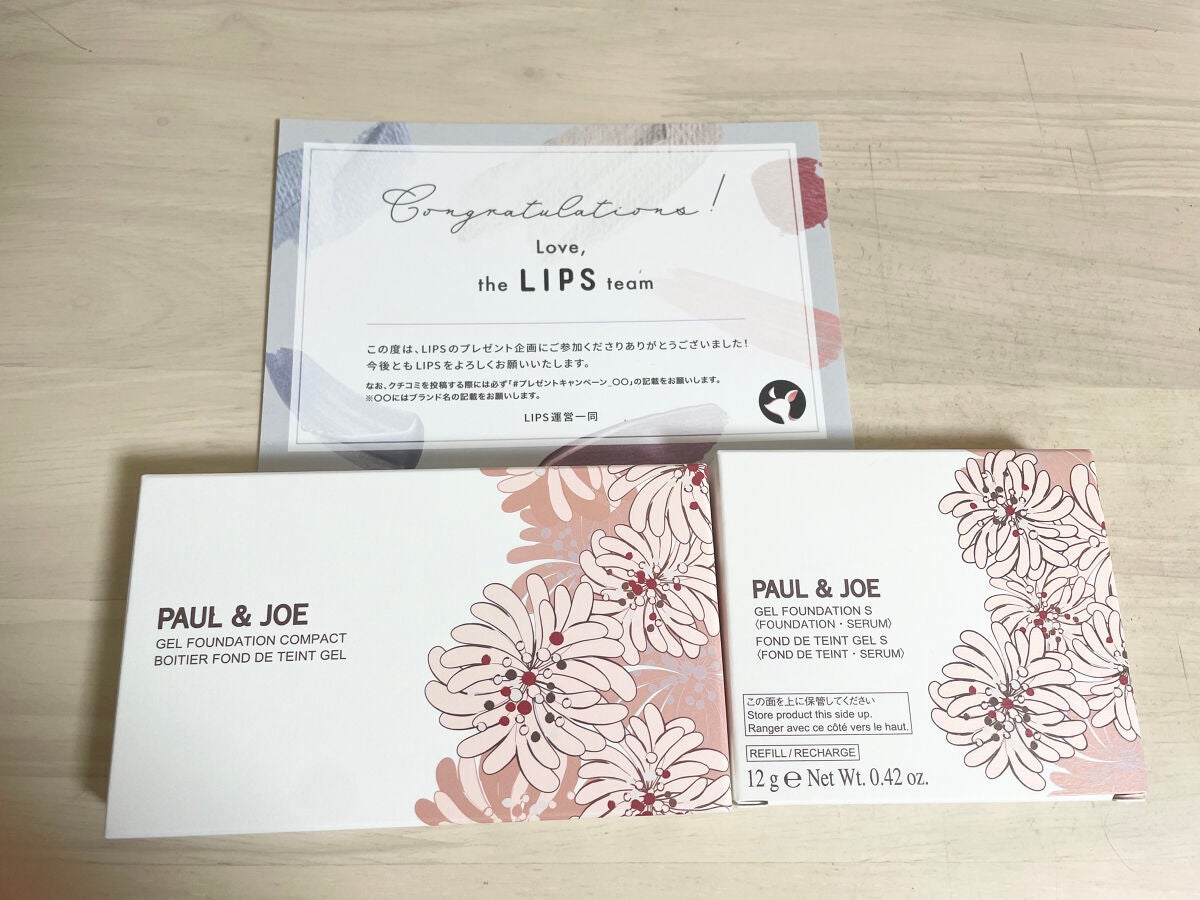 Congratulations!
Love,
the LIPS team
この度は、LIPSのプレゼント企画にご参加くださりありがとうございました!
今後ともLIPSをよろしくお願いいたします。
なお、クチコミを投稿する際には必ず「#プレゼントキャンペーン_〇〇」の記載をお願いします。
※〇〇にはブランド名の記載をお願いします。
LIPS運営一同
PAUL & JOE
GEL FOUNDATION COMPACT
BOITIER FOND DE TEINT GEL
PAUL & JOE
GEL FOUNDATION S
〈FOUNDATION・SERUM〉
FOND DE TEINT GEL S
〈FOND DE TEINT・SERUM〉
この面を上に保管してください
Store product this side up.
Ranger avec ce côté vers le haut.
REFILL / RECHARGE
12 g ℮ Net Wt. 0.42 oz.